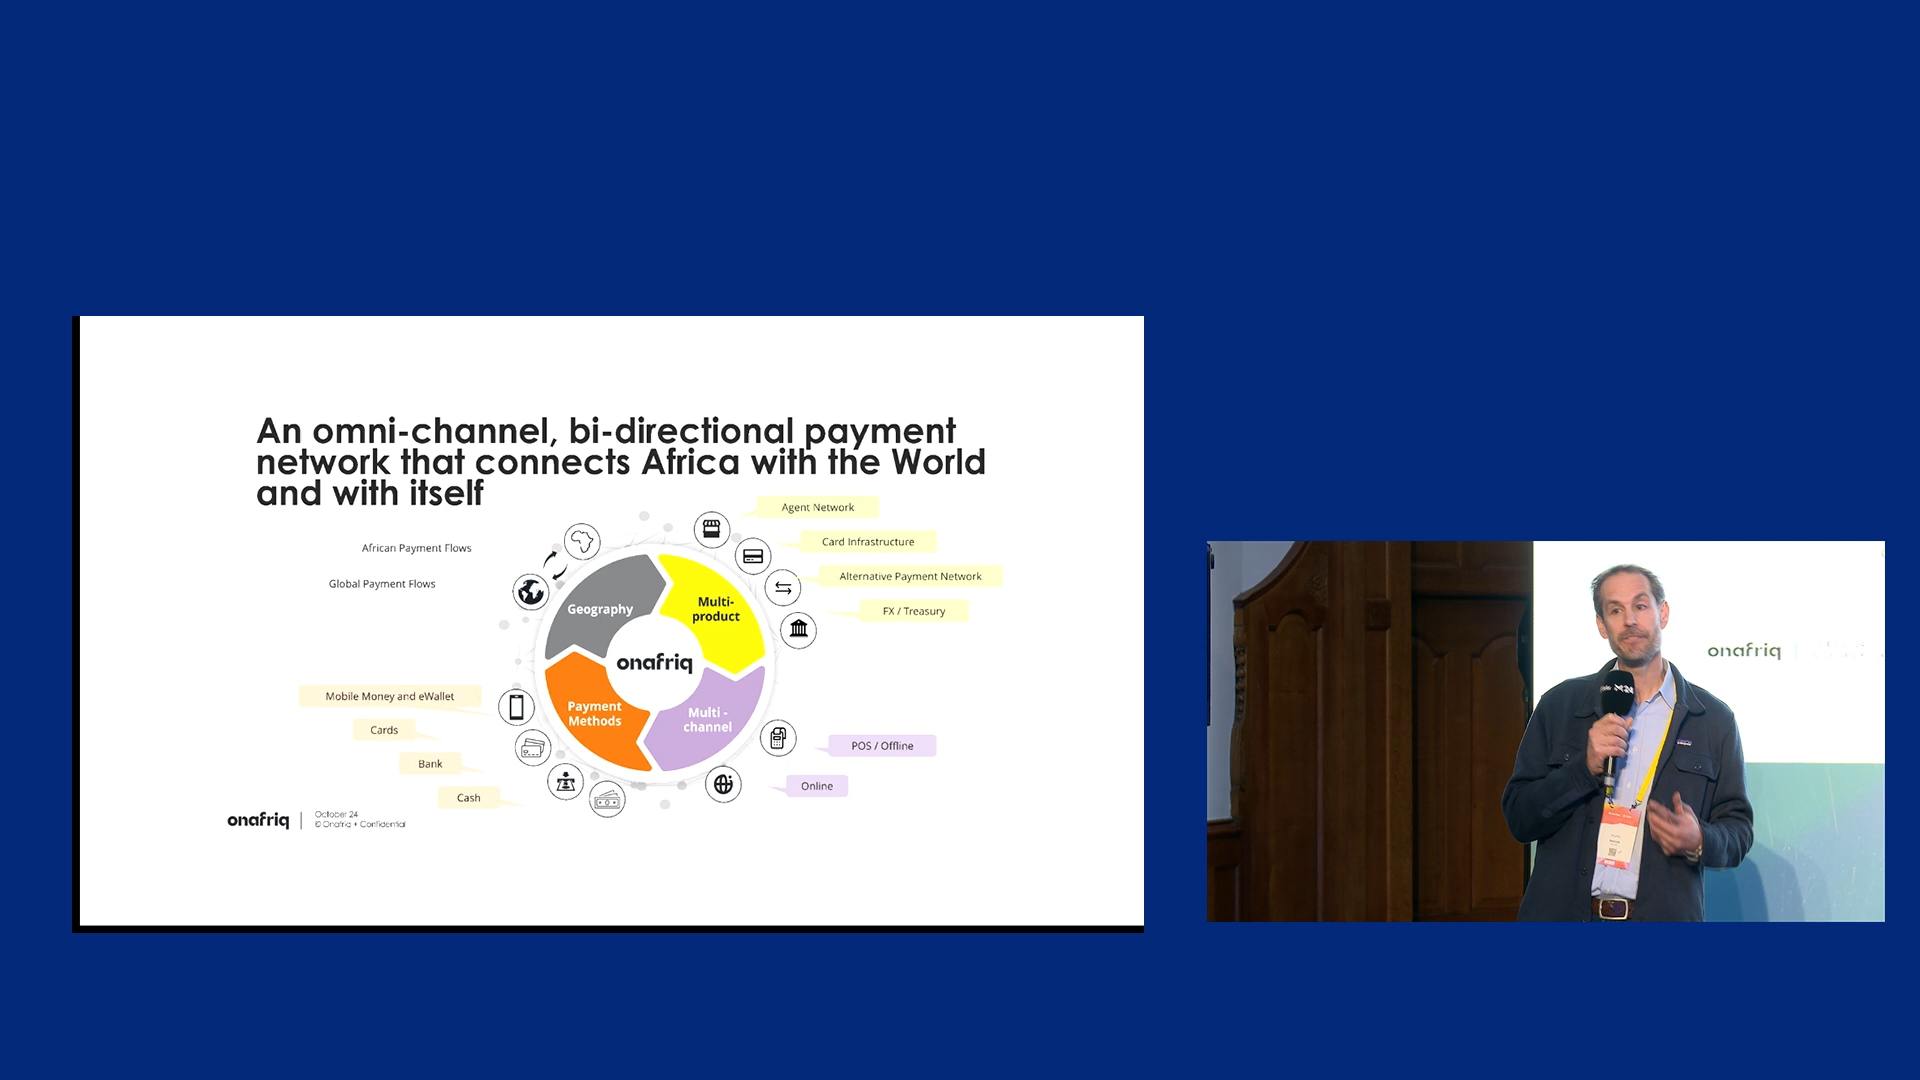 An omni-channel, bi-directional payment
network that connects Africa with the World
and with itself
Agent Network
Card Infrastructure
Alternative Payment Network
FX / Treasury
African Payment Flows
Global Payment Flows
Geography
Multi-
product
onafriq
Payment
Methods
Multi -
channel
Mobile Money and eWallet
Cards
Bank
Cash
POS / Offline
Online
onafriq
October 24
© Onafriq + Confidential
onafriq